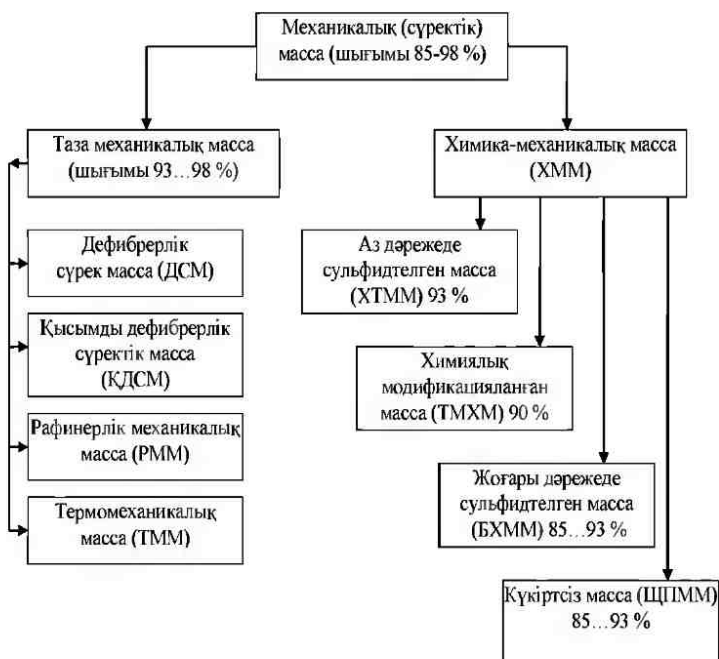 Механикалық (сүректік)
масса (шығымы 85-98 %)
Таза механикалық масса
(шығымы 93…98 %)
Химика-механикалық масса
(ХММ)
Дефибрерлік
сүрек масса (ДСМ)
Аз дәрежеде
сульфидтелген масса
(ХТММ) 93 %
Қысымды дефибрерлік
сүректік масса
(ҚДСМ)
Химиялық
модификацияланған
масса (ТМХМ) 90 %
Рафинерлік механикалық
масса (РММ)
Жоғары дәрежеде
сульфидтелген масса
(БХММ) 85…93 %
Термомеханикалық
масса (ТММ)
Күкіртсіз масса (ЩПММ)
85…93 %